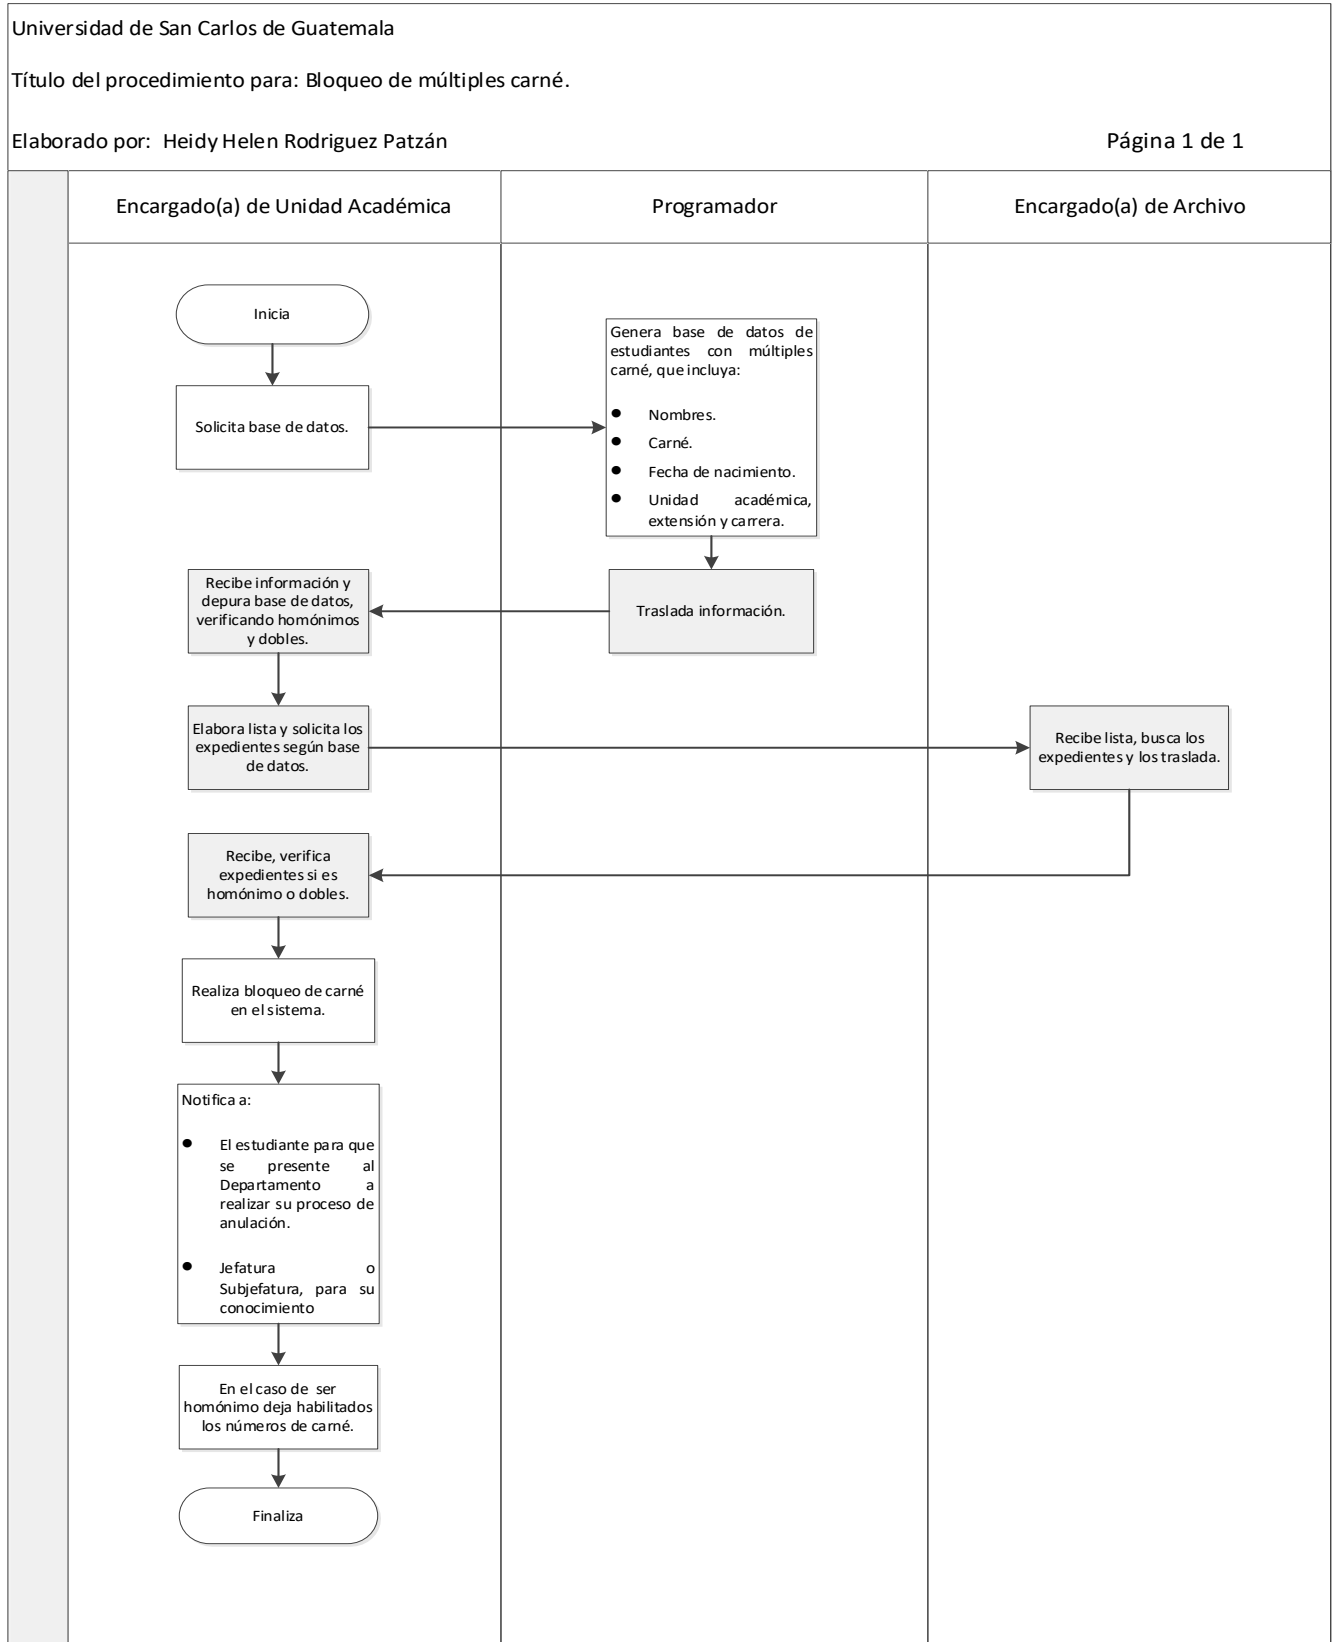 Universidad de San Carlos de Guatemala
Título del procedimiento para: Bloqueo de múltiples carné.
Elaborado por: Heidy Helen Rodriguez Patzán
Página 1 de 1
Encargado(a) de Unidad Académica
Programador
Encargado(a) de Archivo
Inicia
Solicita base de datos.
Genera base de datos de
estudiantes con múltiples
carné, que incluya:
● Nombres.
● Carné.
● Fecha de nacimiento.
● Unidad académica,
extensión y carrera.
Traslada información.
Recibe información y
depura base de datos,
verificando homónimos
y dobles.
Elabora lista y solicita los
expedientes según base
de datos.
Recibe lista, busca los
expedientes y los traslada.
Recibe, verifica
expedientes si es
homónimo o dobles.
Realiza bloqueo de carné
en el sistema.
Notifica a:
● El estudiante para que
se presente al
Departamento a
realizar su proceso de
anulación.
● Jefatura o
Subjefatura, para su
conocimiento
En el caso de ser
homónimo deja habilitados
los números de carné.
Finaliza